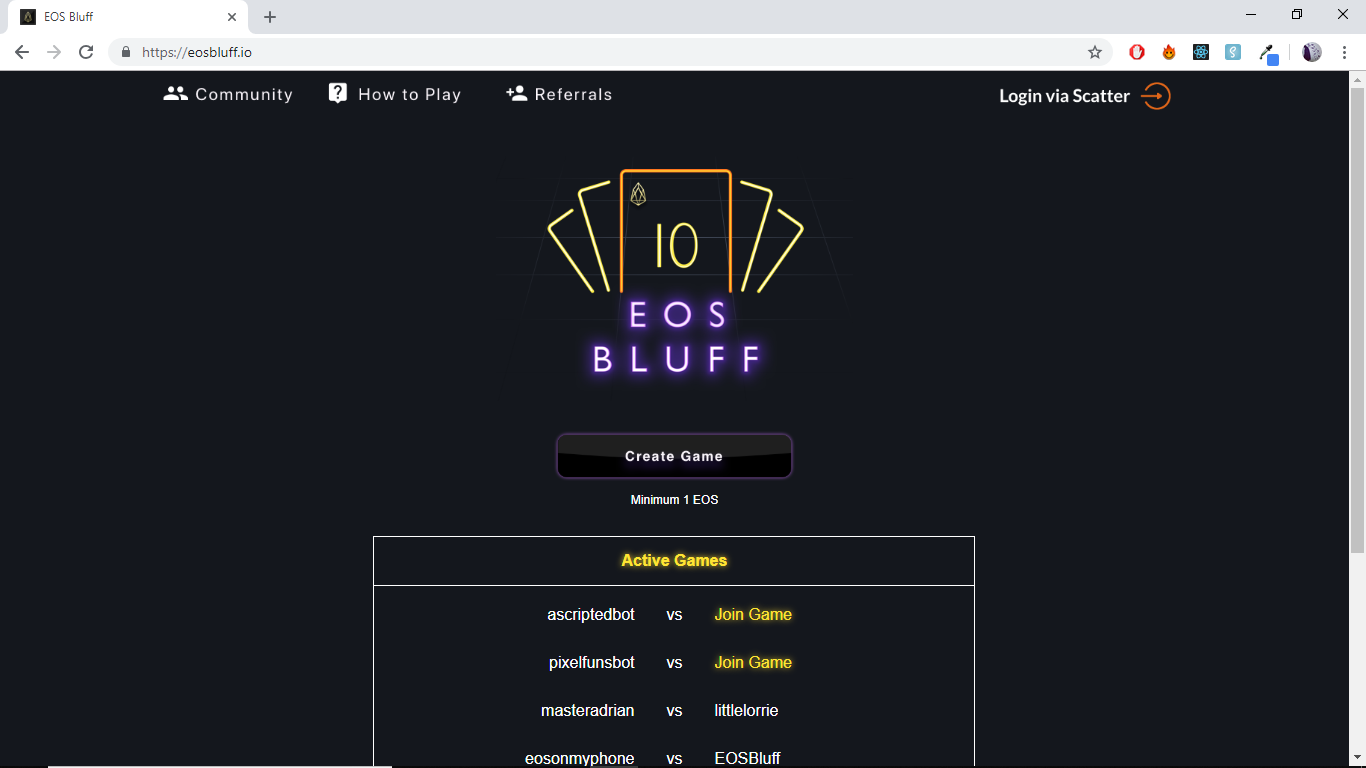 EOS Bluff
https://eosbluff.io
Community How to Play Referrals Login via Scatter
10
EOS
BLUFF
Create Game
Minimum 1 EOS
Active Games
ascriptedbot vs Join Game
pixelfunsbot vs Join Game
masteradrian vs littlelorrie
eosonmyphone vs EOSBluff